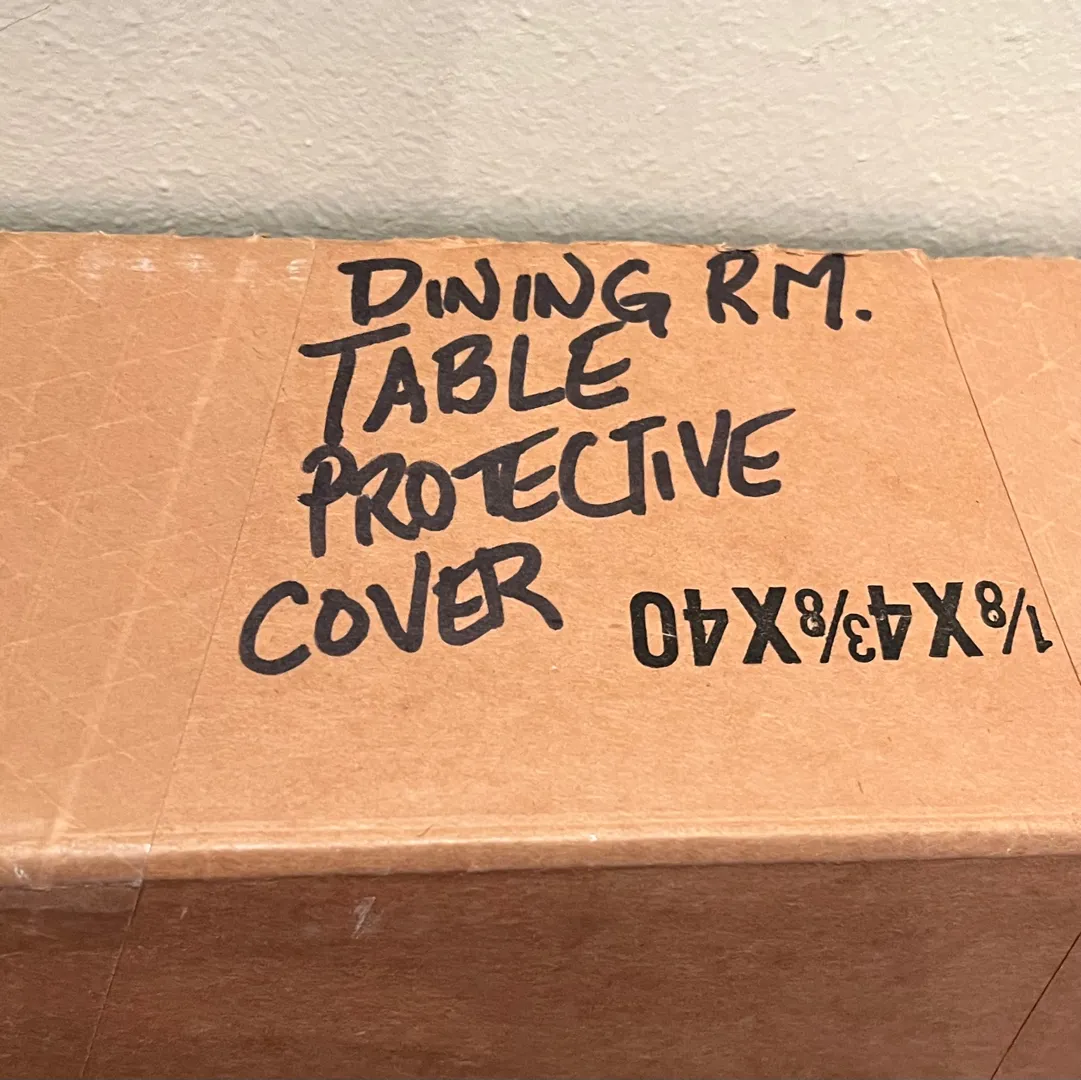 DINING RM.
TABLE
PROTECTIVE
COVER
1/8X43/8X40